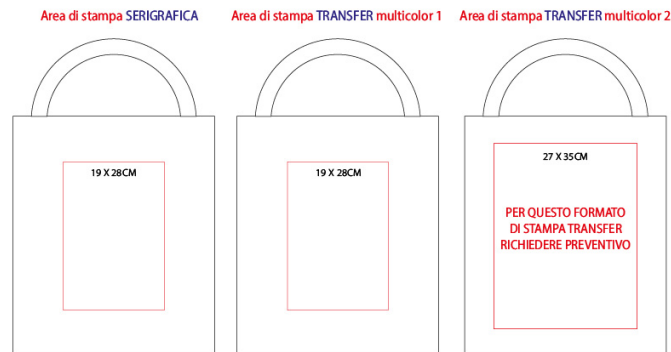 Area di stampa SERIGRAFICA
Area di stampa TRANSFER multicolor 1
Area di stampa TRANSFER multicolor 2
19 X 28CM
19 X 28CM
27 X 35CM
PER QUESTO FORMATO
DI STAMPA TRANSFER
RICHIEDERE PREVENTIVO